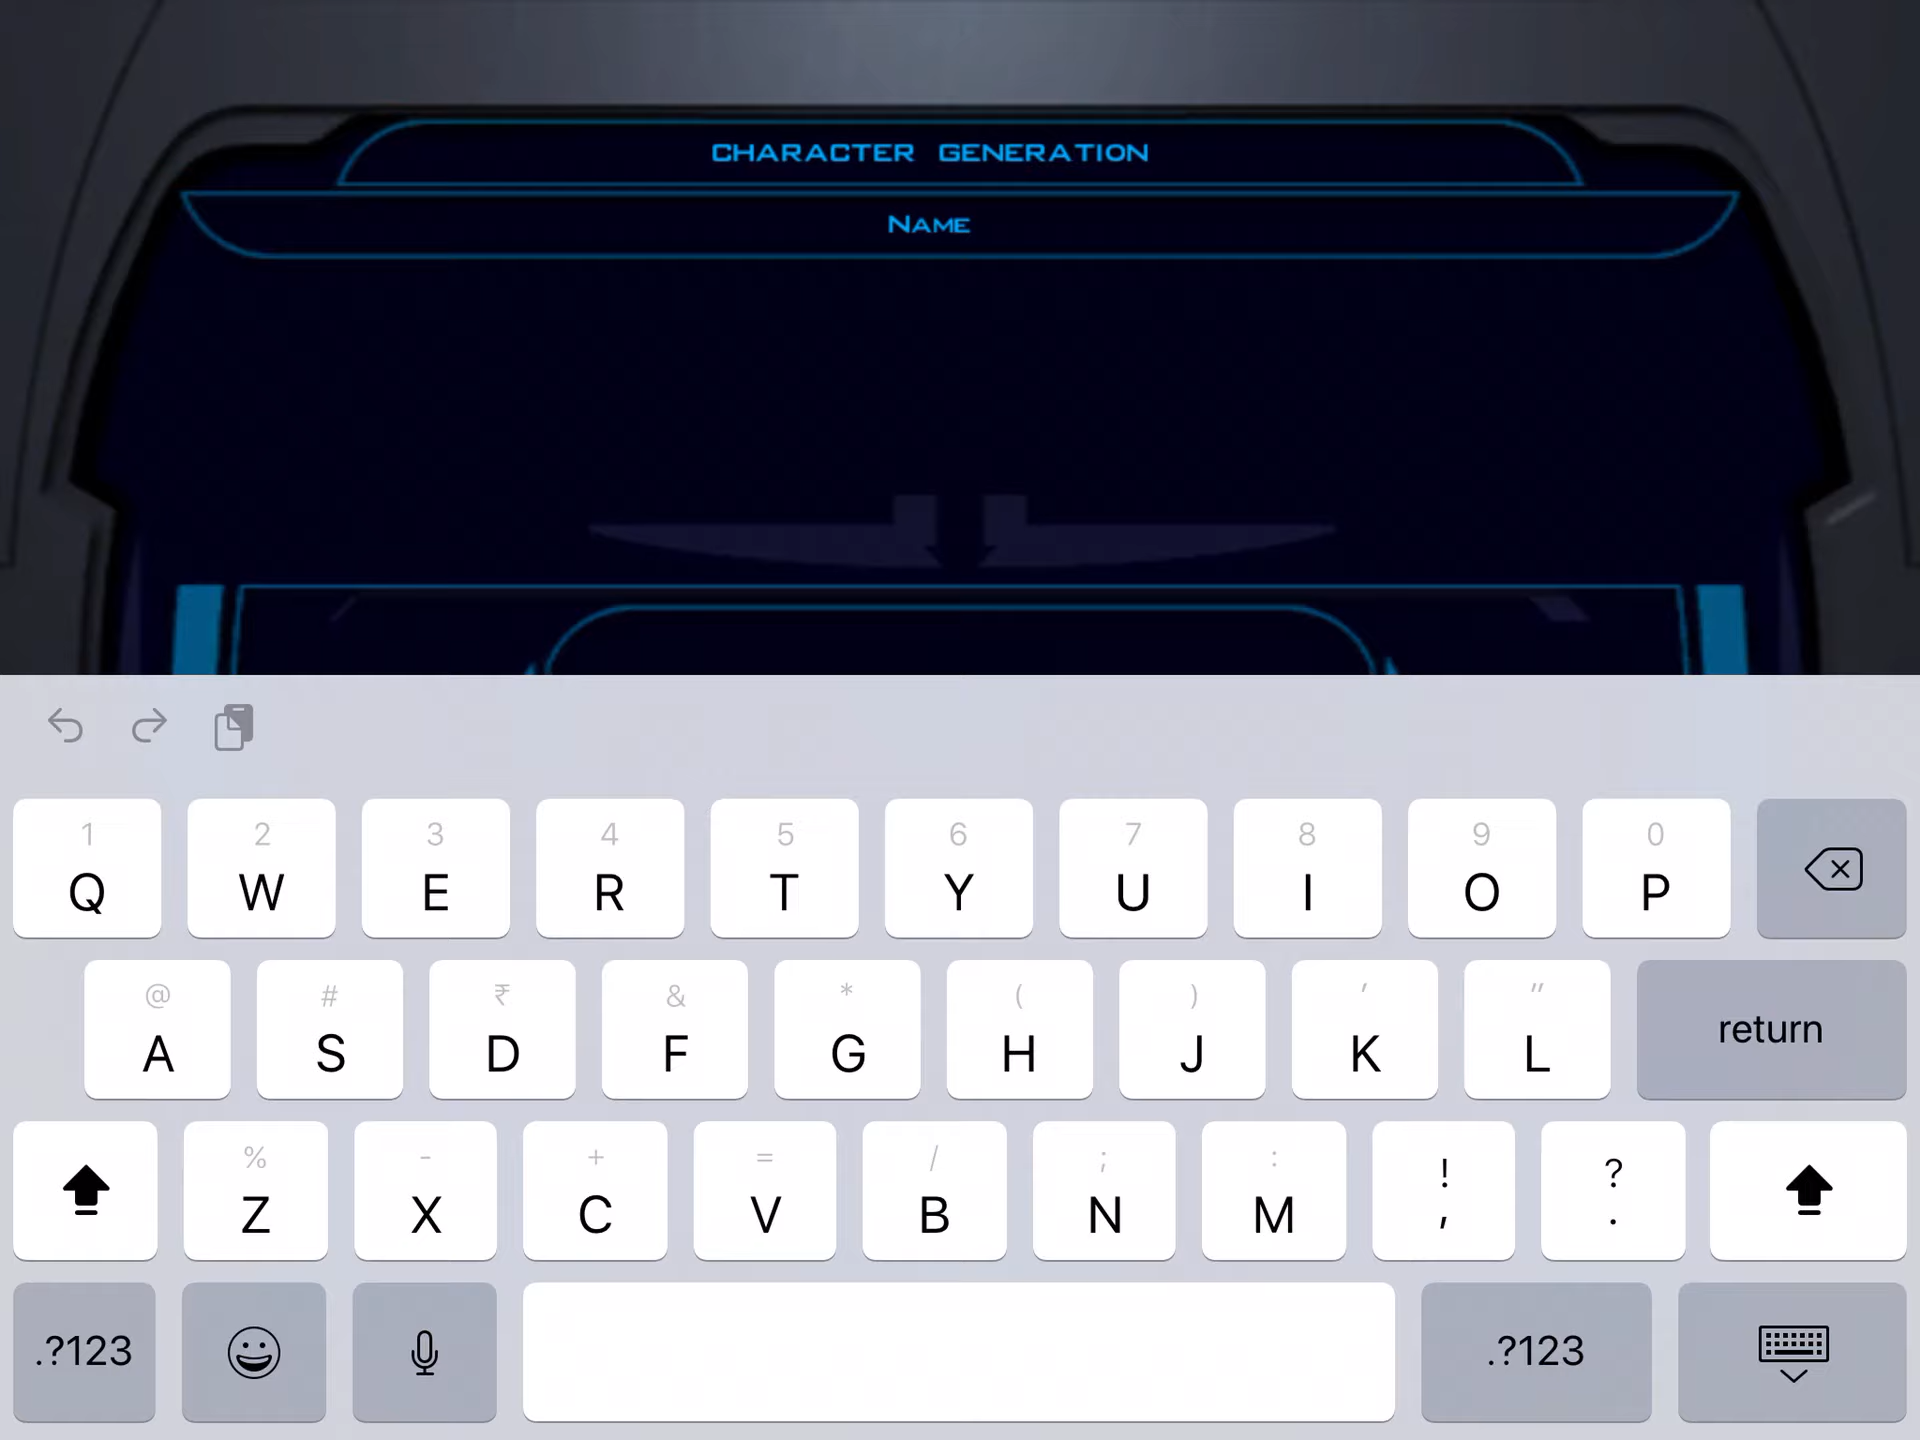 CHARACTER GENERATION
NAME
1 2 3 4 5 6 7 8 9 0
Q W E R T Y U I O P
@ # ₹ & * ( ) ' "
A S D F G H J K L return
% - + = / ; : ! ?
Z X C V B N M , .
.?123 .?123